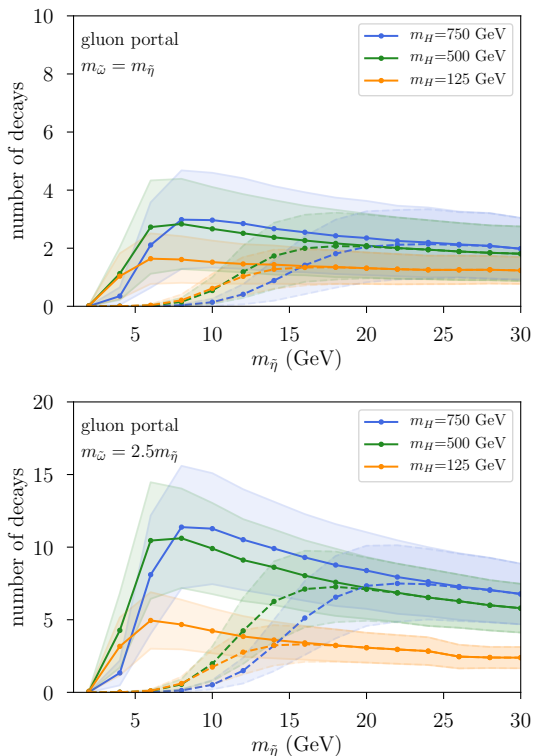 gluon portal
m_ω̃ = m_η̃
m_H=750 GeV
m_H=500 GeV
m_H=125 GeV
number of decays
10
8
6
4
2
0
5 10 15 20 25 30
m_η̃ (GeV)
gluon portal
m_ω̃ = 2.5m_η̃
m_H=750 GeV
m_H=500 GeV
m_H=125 GeV
number of decays
20
15
10
5
0
5 10 15 20 25 30
m_η̃ (GeV)